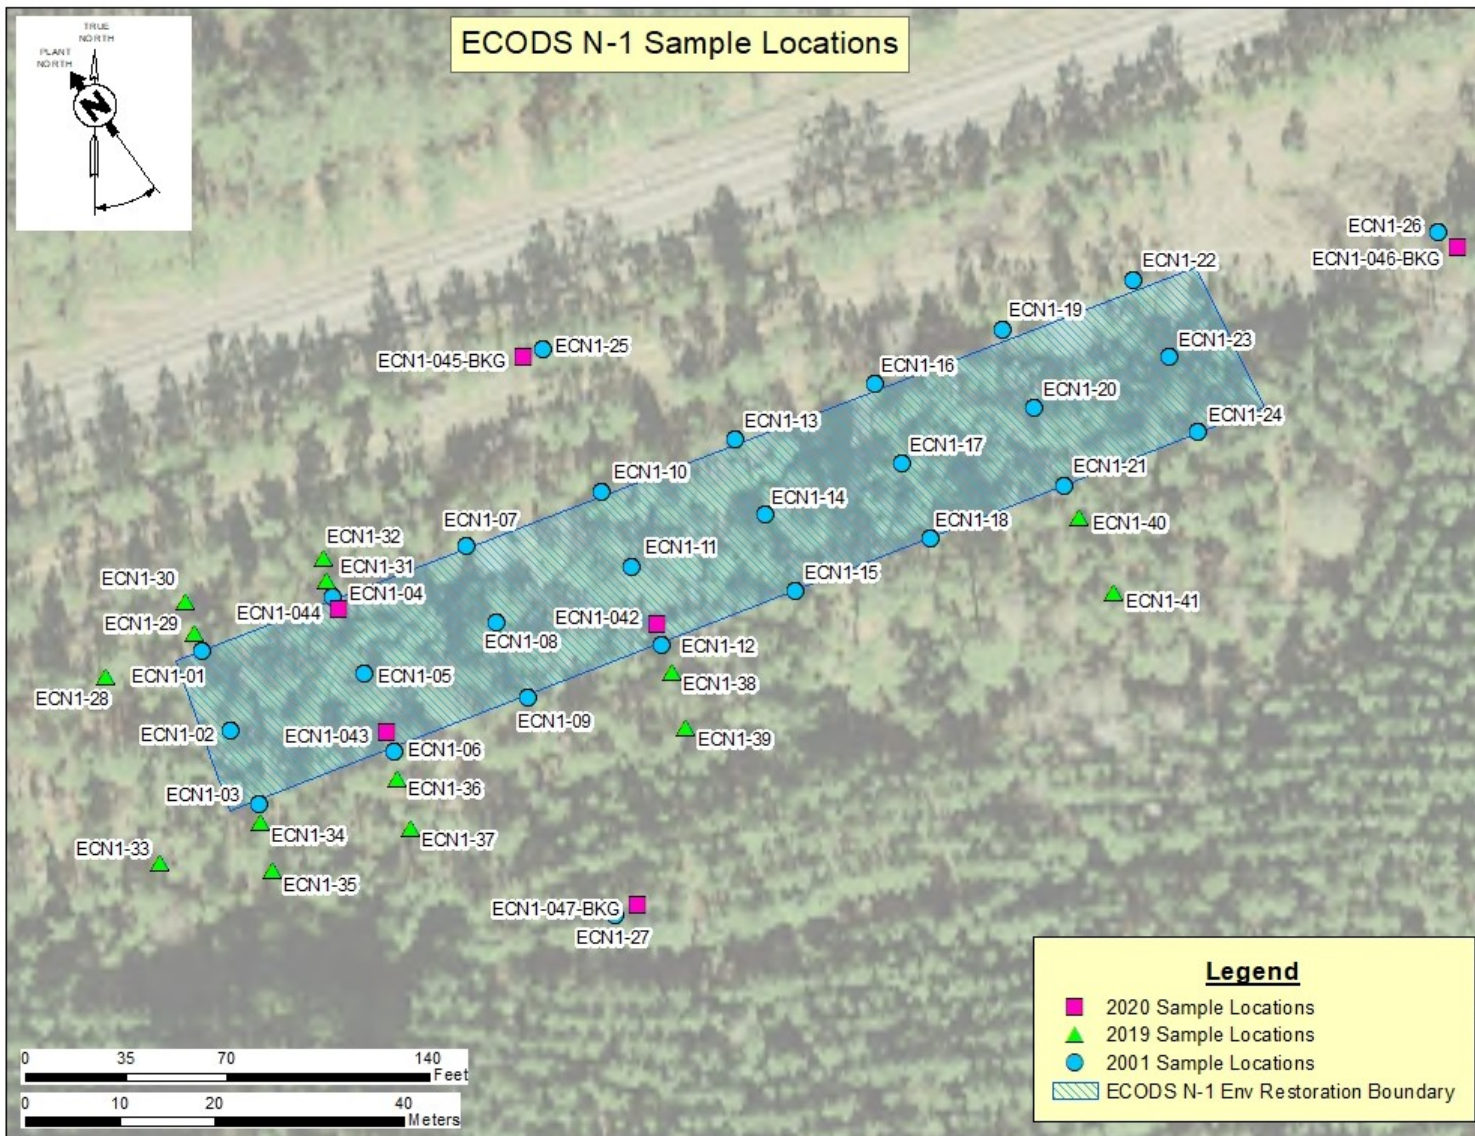 TRUE
NORTH
PLANT
NORTH
N
ECODS N-1 Sample Locations
ECN1-26
ECN1-046-BKG
ECN1-22
ECN1-19
ECN1-23
ECN1-25
ECN1-045-BKG
ECN1-16
ECN1-20
ECN1-24
ECN1-13
ECN1-17
ECN1-21
ECN1-10
ECN1-14
ECN1-40
ECN1-07
ECN1-18
ECN1-32
ECN1-31
ECN1-11
ECN1-30
ECN1-04
ECN1-15
ECN1-41
ECN1-044
ECN1-042
ECN1-29
ECN1-08
ECN1-12
ECN1-01
ECN1-05
ECN1-38
ECN1-28
ECN1-09
ECN1-02
ECN1-043
ECN1-39
ECN1-06
ECN1-36
ECN1-03
ECN1-34
ECN1-37
ECN1-33
ECN1-35
ECN1-047-BKG
ECN1-27
Legend
2020 Sample Locations
2019 Sample Locations
2001 Sample Locations
ECODS N-1 Env Restoration Boundary
0 35 70 140
Feet
0 10 20 40
Meters